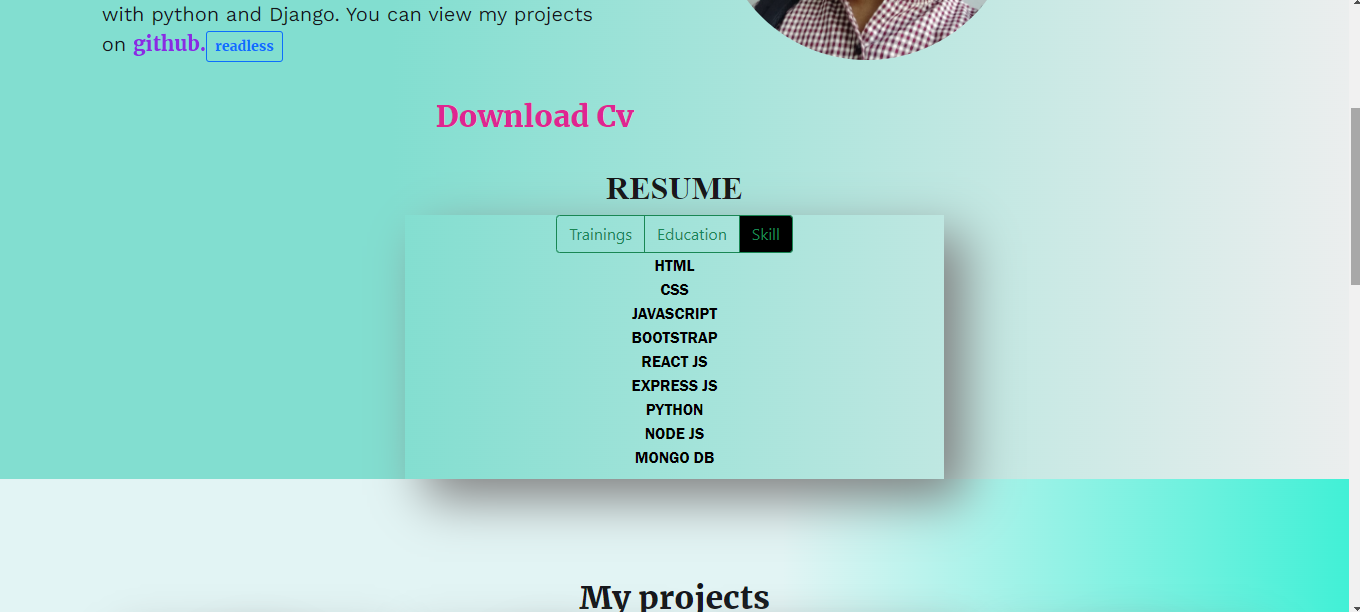 with python and Django. You can view my projects
on github. readless
Download Cv
RESUME
Trainings Education Skill
HTML
CSS
JAVASCRIPT
BOOTSTRAP
REACT JS
EXPRESS JS
PYTHON
NODE JS
MONGO DB
My projects